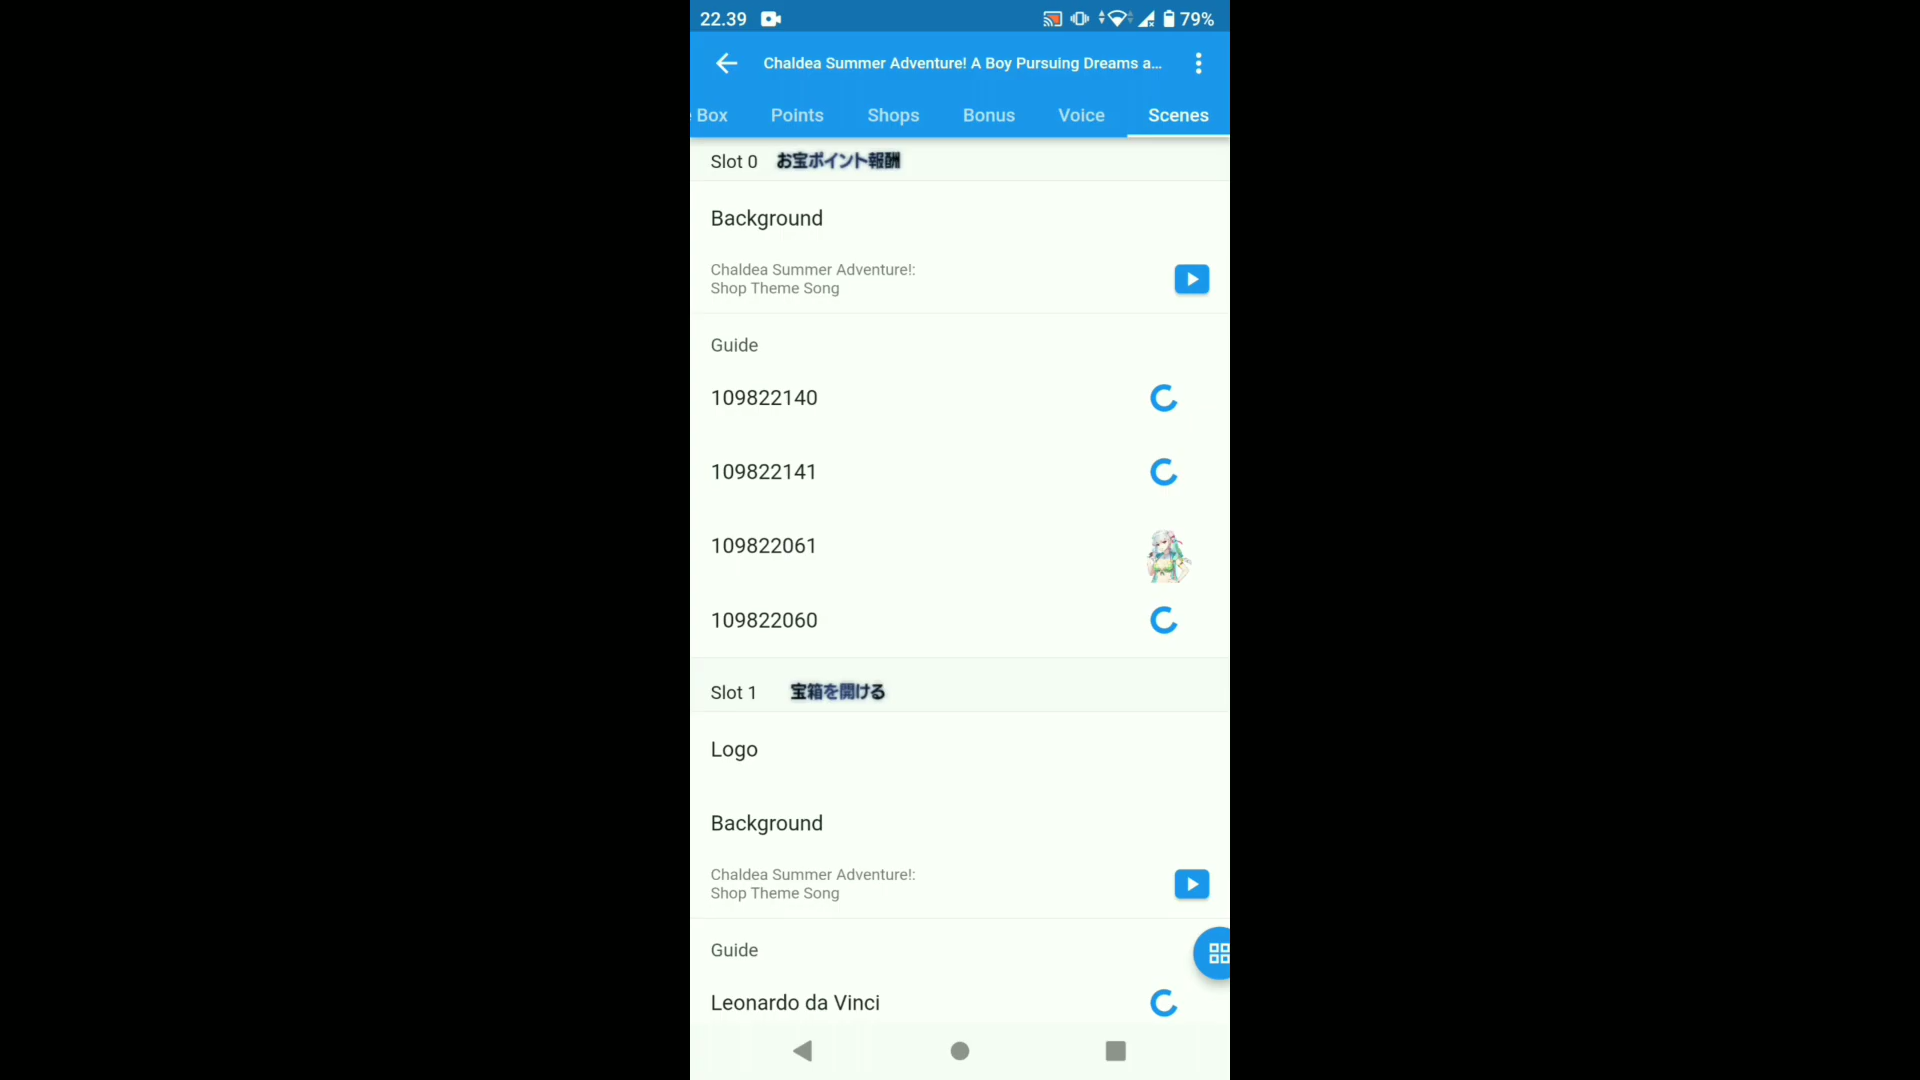 22.39
79%
Chaldea Summer Adventure! A Boy Pursuing Dreams a...
Box Points Shops Bonus Voice Scenes
Slot 0 お宝ポイント報酬
Background
Chaldea Summer Adventure!:
Shop Theme Song
Guide
109822140
109822141
109822061
109822060
Slot 1 宝箱を開ける
Logo
Background
Chaldea Summer Adventure!:
Shop Theme Song
Guide
Leonardo da Vinci